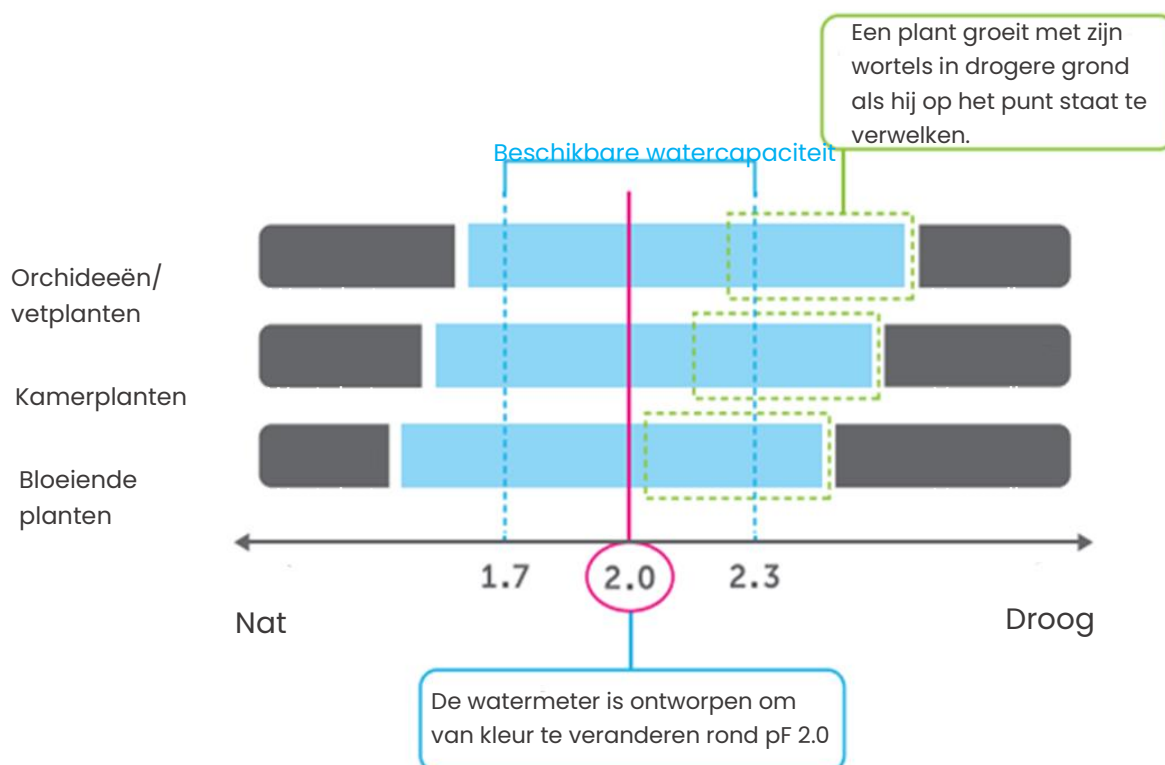 Een plant groeit met zijn
wortels in drogere grond
als hij op het punt staat te
verwelken.
Beschikbare watercapaciteit
Orchideeën/
vetplanten
Kamerplanten
Bloeiende
planten
1.7
2.0
2.3
Nat
Droog
De watermeter is ontworpen om
van kleur te veranderen rond pF 2.0